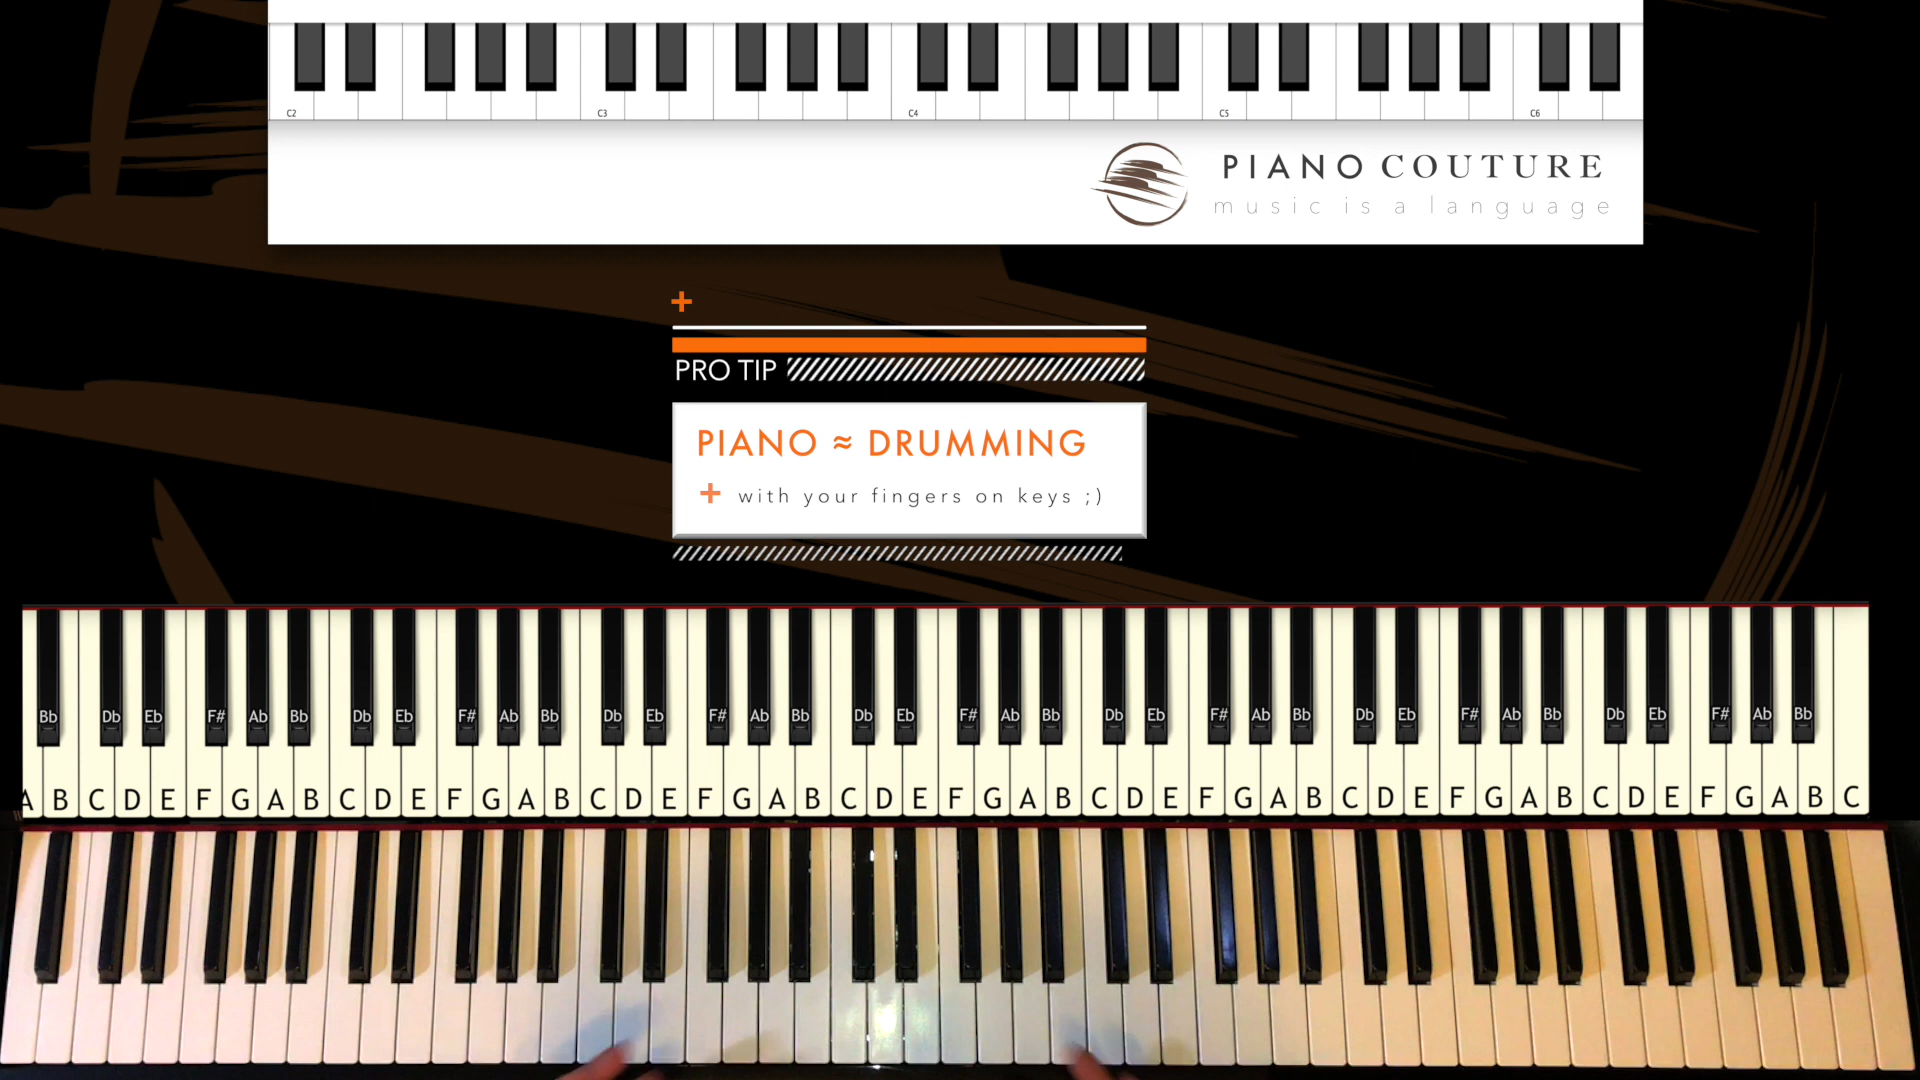 C2 C3 C4 C5 C6
PIANO COUTURE
music is a language
PRO TIP
PIANO ≈ DRUMMING
+ with your fingers on keys ;)
Bb Db Eb F# Ab Bb Db Eb F# Ab Bb Db Eb F# Ab Bb Db Eb F# Ab Bb Db Eb F# Ab Bb Db Eb F# Ab Bb Db Eb F# Ab Bb
A B C D E F G A B C D E F G A B C D E F G A B C D E F G A B C D E F G A B C D E F G A B C D E F G A B C